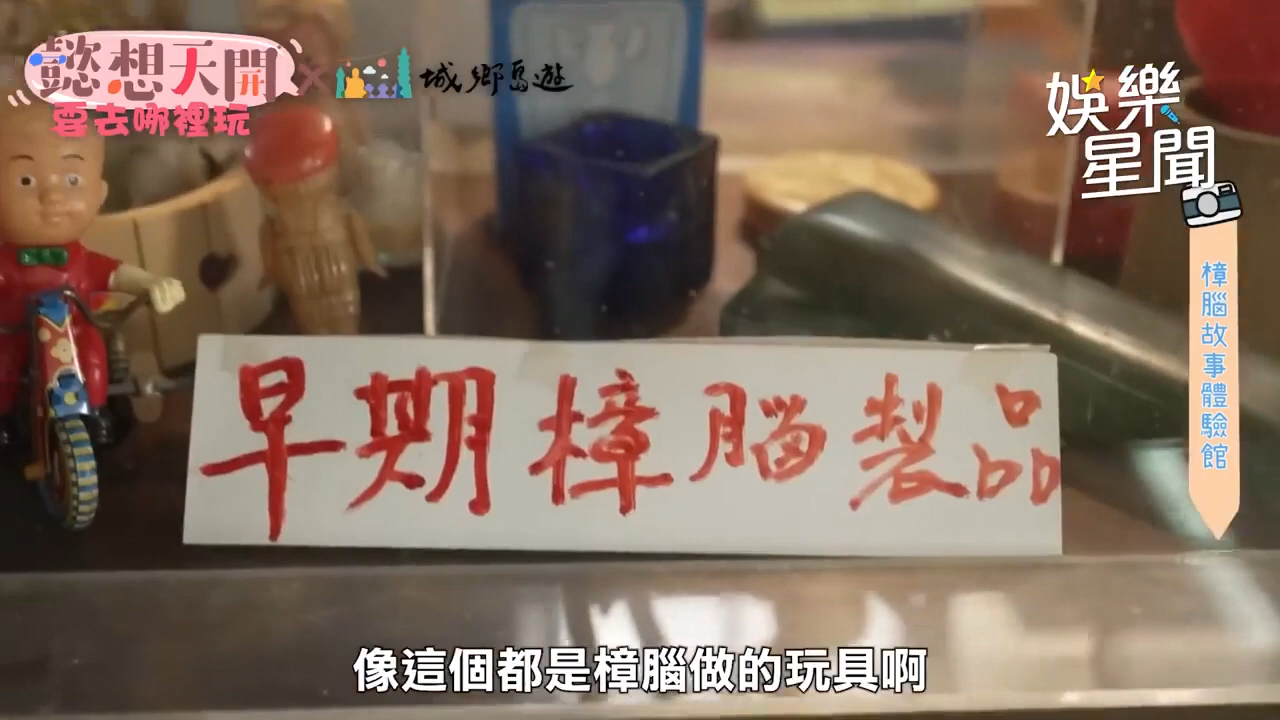 懿想天開
要去哪裡玩
城鄉島遊
娛樂
星聞
樟腦故事體驗館
早期樟腦製品
像這個都是樟腦做的玩具啊